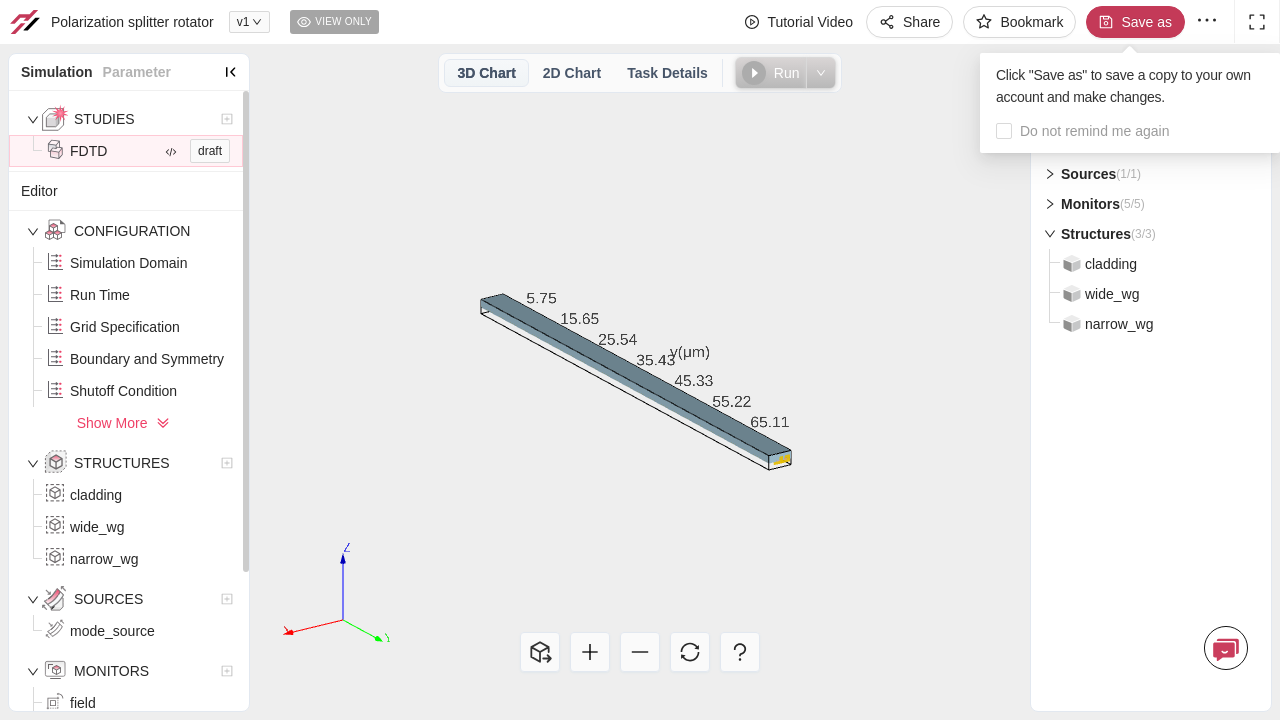 Polarization splitter rotator
v1
VIEW ONLY
Tutorial Video
Share
Bookmark
Save as
Simulation
Parameter
3D Chart
2D Chart
Task Details
Run
Click "Save as" to save a copy to your own
account and make changes.
Do not remind me again
STUDIES
FDTD
draft
Editor
CONFIGURATION
Simulation Domain
Run Time
Grid Specification
Boundary and Symmetry
Shutoff Condition
Show More
STRUCTURES
cladding
wide_wg
narrow_wg
SOURCES
mode_source
MONITORS
field
5.75
15.65
25.54
35.43
y(μm)
45.33
55.22
65.11
Z
X
Y
Sources(1/1)
Monitors(5/5)
Structures(3/3)
cladding
wide_wg
narrow_wg